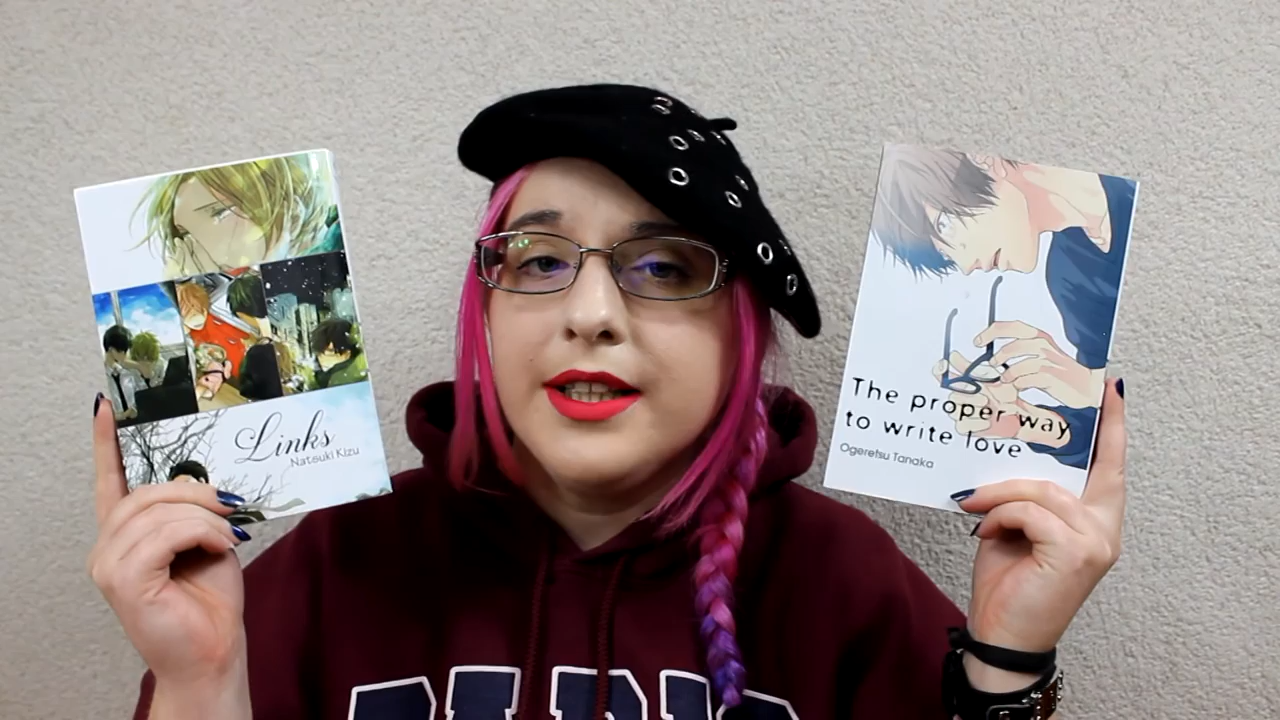 Links
Natsuki Kizu
The proper way
to write love
Ogeretsu Tanaka